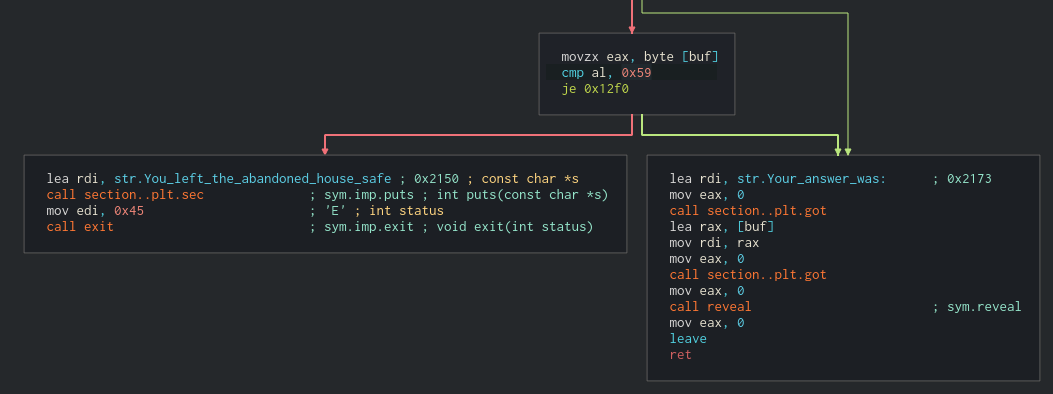 movzx eax, byte [buf]
cmp al, 0x59
je 0x12f0
lea rdi, str.You_left_the_abandoned_house_safe ; 0x2150 ; const char *s
call section..plt.sec ; sym.imp.puts ; int puts(const char *s)
mov edi, 0x45 ; 'E' ; int status
call exit ; sym.imp.exit ; void exit(int status)
lea rdi, str.Your_answer_was: ; 0x2173
mov eax, 0
call section..plt.got
lea rax, [buf]
mov rdi, rax
mov eax, 0
call section..plt.got
mov eax, 0
call reveal ; sym.reveal
mov eax, 0
leave
ret